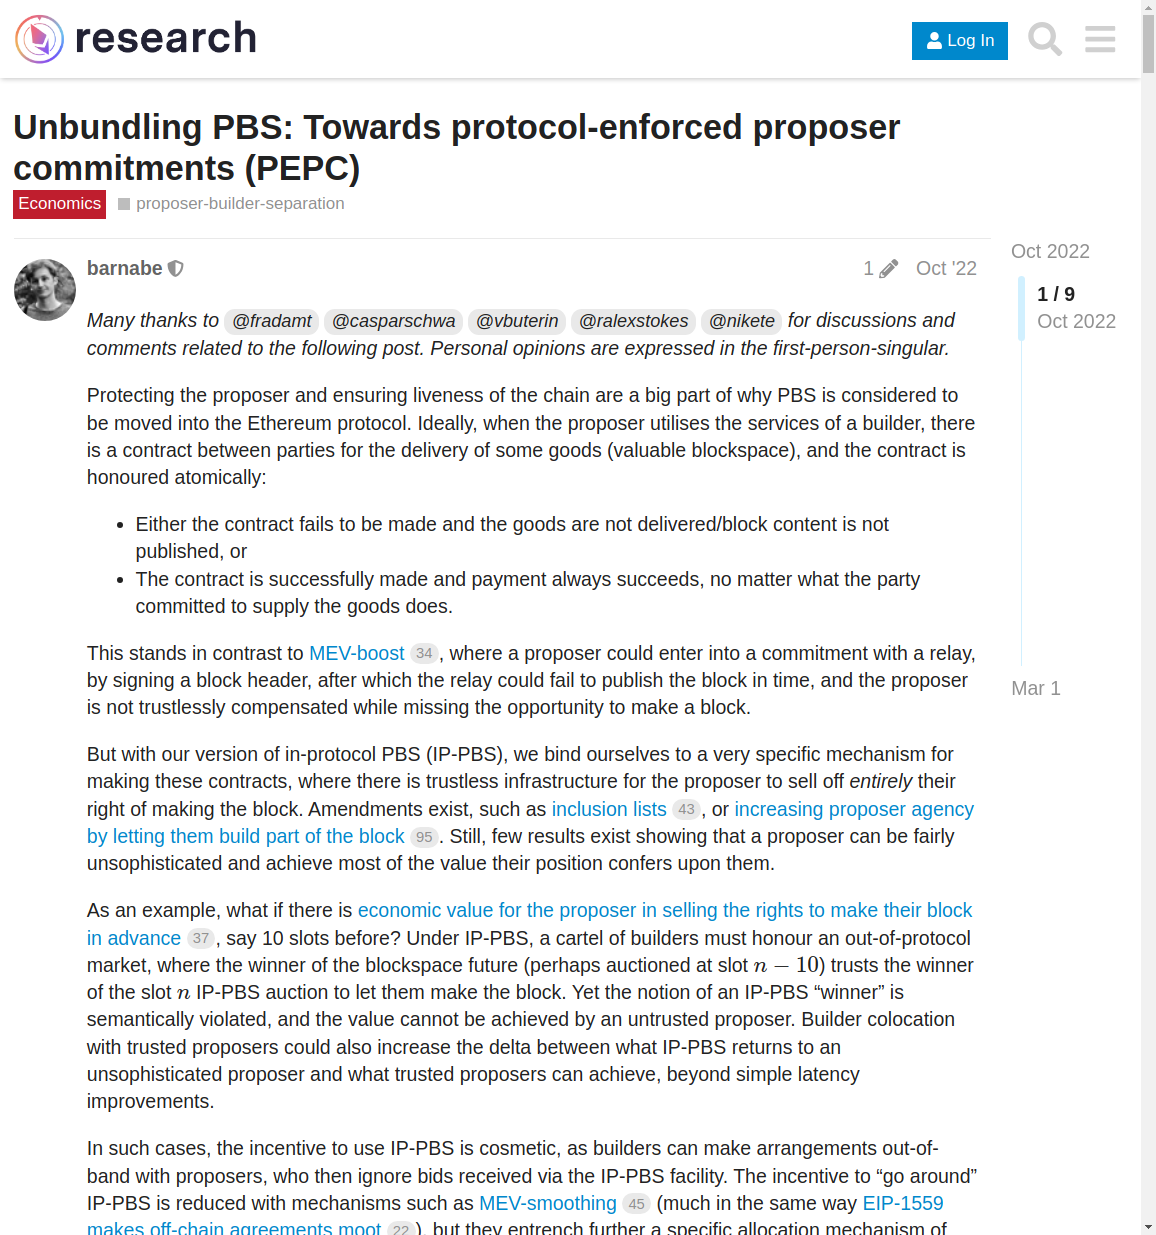 research
Log In
Unbundling PBS: Towards protocol-enforced proposer
commitments (PEPC)
Economics proposer-builder-separation
barnabe 1 Oct '22
Many thanks to @fradamt @casparschwa @vbuterin @ralexstokes @nikete for discussions and
comments related to the following post. Personal opinions are expressed in the first-person-singular.
Protecting the proposer and ensuring liveness of the chain are a big part of why PBS is considered to
be moved into the Ethereum protocol. Ideally, when the proposer utilises the services of a builder, there
is a contract between parties for the delivery of some goods (valuable blockspace), and the contract is
honoured atomically:
• Either the contract fails to be made and the goods are not delivered/block content is not
published, or
• The contract is successfully made and payment always succeeds, no matter what the party
committed to supply the goods does.
This stands in contrast to MEV-boost 34, where a proposer could enter into a commitment with a relay,
by signing a block header, after which the relay could fail to publish the block in time, and the proposer
is not trustlessly compensated while missing the opportunity to make a block.
But with our version of in-protocol PBS (IP-PBS), we bind ourselves to a very specific mechanism for
making these contracts, where there is trustless infrastructure for the proposer to sell off entirely their
right of making the block. Amendments exist, such as inclusion lists 43, or increasing proposer agency
by letting them build part of the block 95. Still, few results exist showing that a proposer can be fairly
unsophisticated and achieve most of the value their position confers upon them.
As an example, what if there is economic value for the proposer in selling the rights to make their block
in advance 37, say 10 slots before? Under IP-PBS, a cartel of builders must honour an out-of-protocol
market, where the winner of the blockspace future (perhaps auctioned at slot n − 10) trusts the winner
of the slot n IP-PBS auction to let them make the block. Yet the notion of an IP-PBS “winner” is
semantically violated, and the value cannot be achieved by an untrusted proposer. Builder colocation
with trusted proposers could also increase the delta between what IP-PBS returns to an
unsophisticated proposer and what trusted proposers can achieve, beyond simple latency
improvements.
In such cases, the incentive to use IP-PBS is cosmetic, as builders can make arrangements out-of-
band with proposers, who then ignore bids received via the IP-PBS facility. The incentive to “go around”
IP-PBS is reduced with mechanisms such as MEV-smoothing 45 (much in the same way EIP-1559
makes off-chain agreements moot 22), but they entrench further a specific allocation mechanism of
Oct 2022
1 / 9
Oct 2022
Mar 1